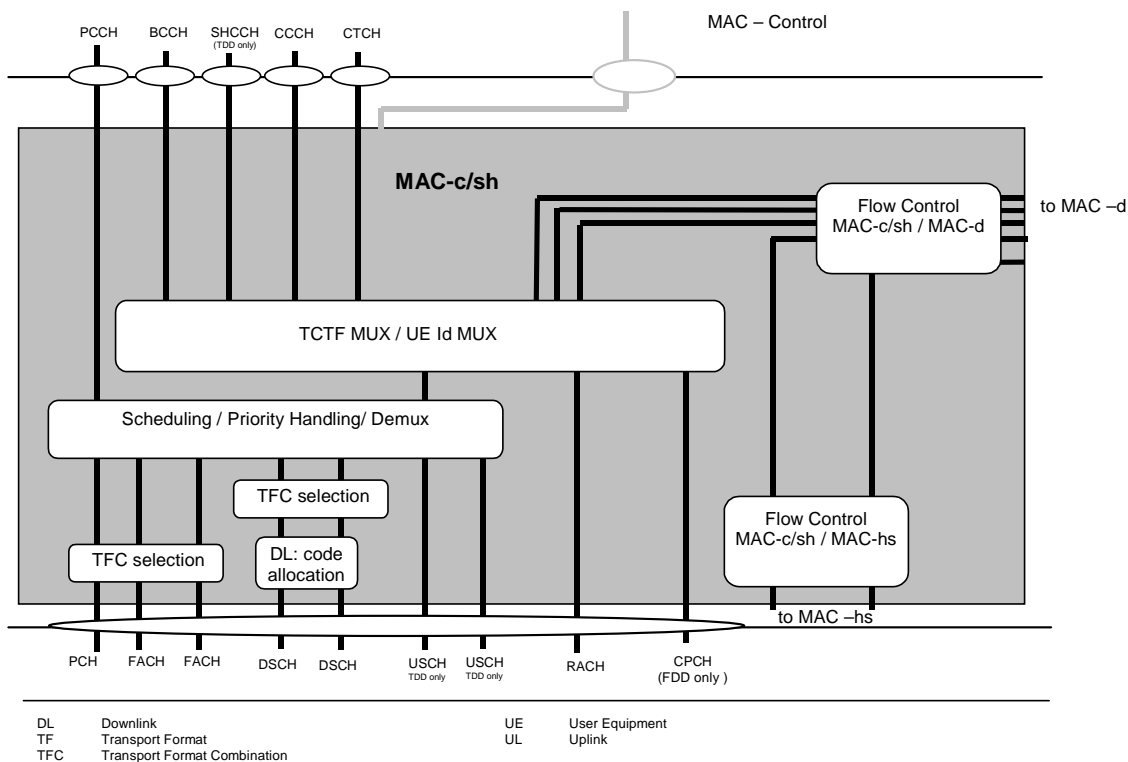 MAC – Control
PCCH BCCH SHCCH CCCH CTCH
(TDD only)
MAC-c/sh
Flow Control
MAC-c/sh / MAC-d
to MAC –d
TCTF MUX / UE Id MUX
Scheduling / Priority Handling/ Demux
TFC selection
Flow Control
MAC-c/sh / MAC-hs
TFC selection
DL: code
allocation
to MAC –hs
PCH FACH FACH DSCH DSCH USCH USCH RACH CPCH
TDD only TDD only (FDD only )
DL Downlink UE User Equipment
TF Transport Format UL Uplink
TFC Transport Format Combination